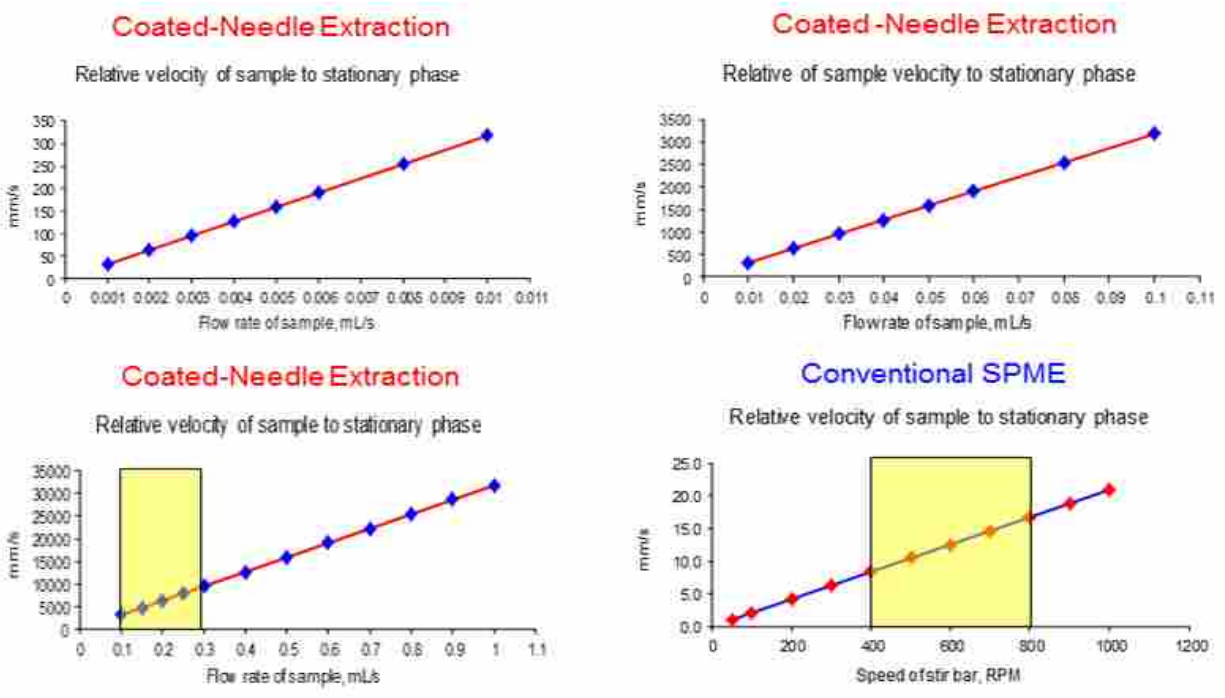 Coated-Needle Extraction
Relative velocity of sample to stationary phase
350
300
250
200
150
100
50
0
mm/s
0 0.001 0.002 0.003 0.004 0.005 0.006 0.007 0.008 0.009 0.01 0.011
Flow rate of sample, mL/s
Coated-Needle Extraction
Relative of sample velocity to stationary phase
3500
3000
2500
2000
1500
1000
500
0
mm/s
0 0.01 0.02 0.03 0.04 0.05 0.06 0.07 0.08 0.09 0.1 0.11
Flow rate of sample, mL/s
Coated-Needle Extraction
Relative velocity of sample to stationary phase
35000
30000
25000
20000
15000
10000
5000
0
mm/s
0 0.1 0.2 0.3 0.4 0.5 0.6 0.7 0.8 0.9 1 1.1
Flow rate of sample, mL/s
Conventional SPME
Relative velocity of sample to stationary phase
25.0
20.0
15.0
10.0
5.0
0.0
mm/s
0 200 400 600 800 1000 1200
Speed of stir bar, RPM